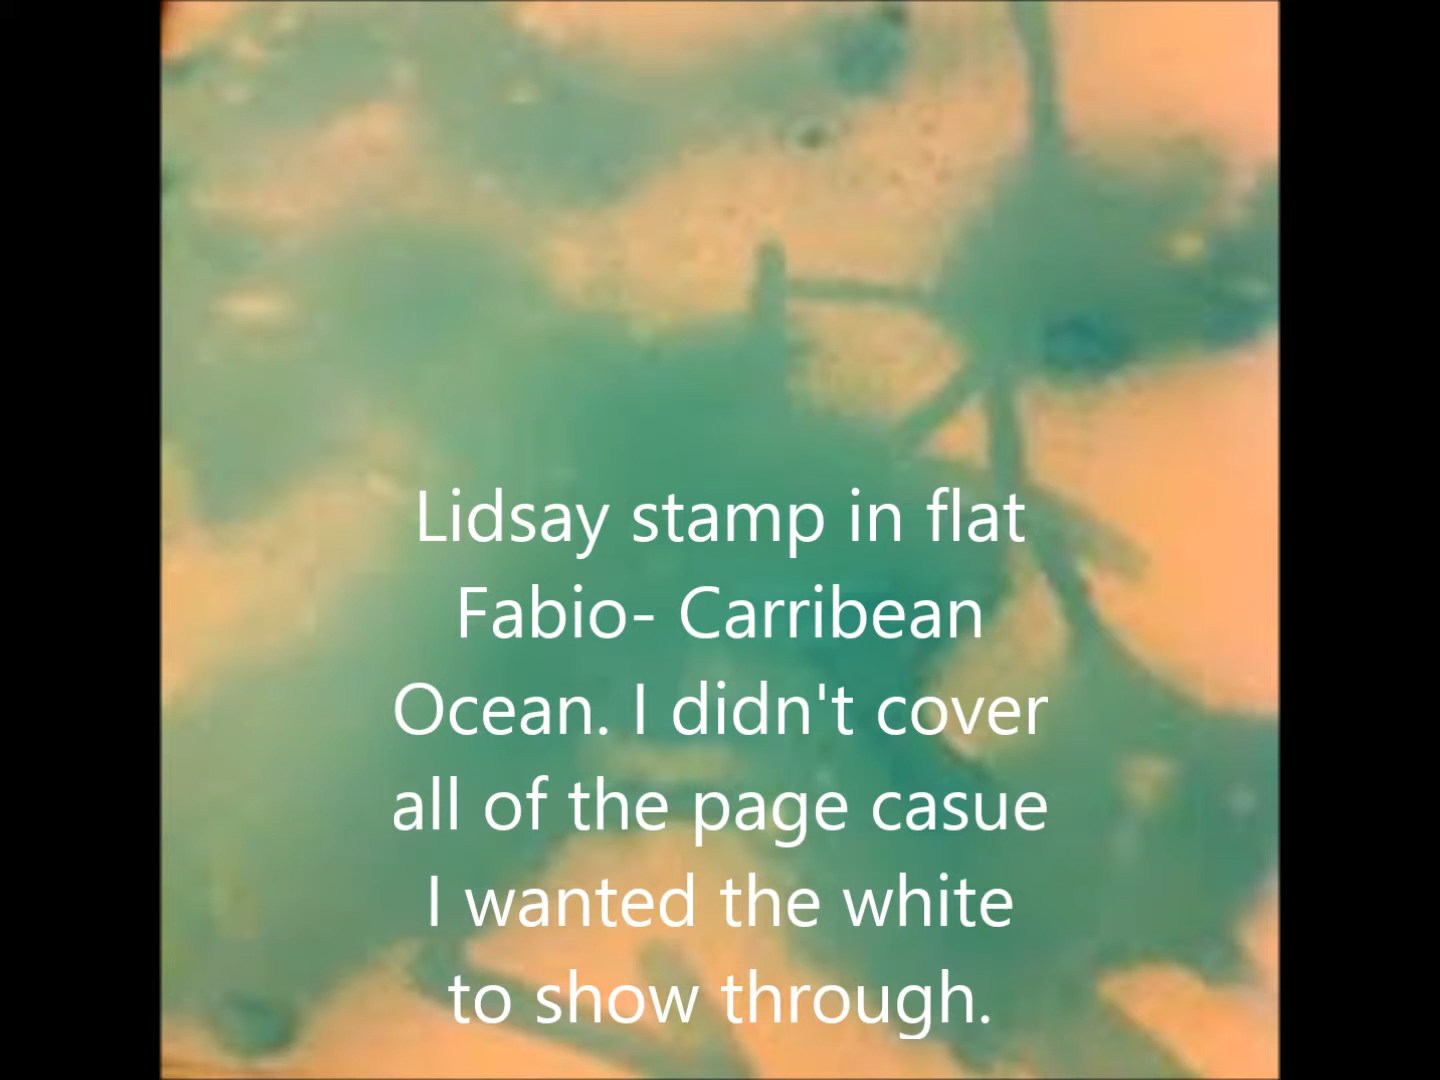 Lidsay stamp in flat
Fabio- Carribean
Ocean. I didn't cover
all of the page casue
I wanted the white
to show through.